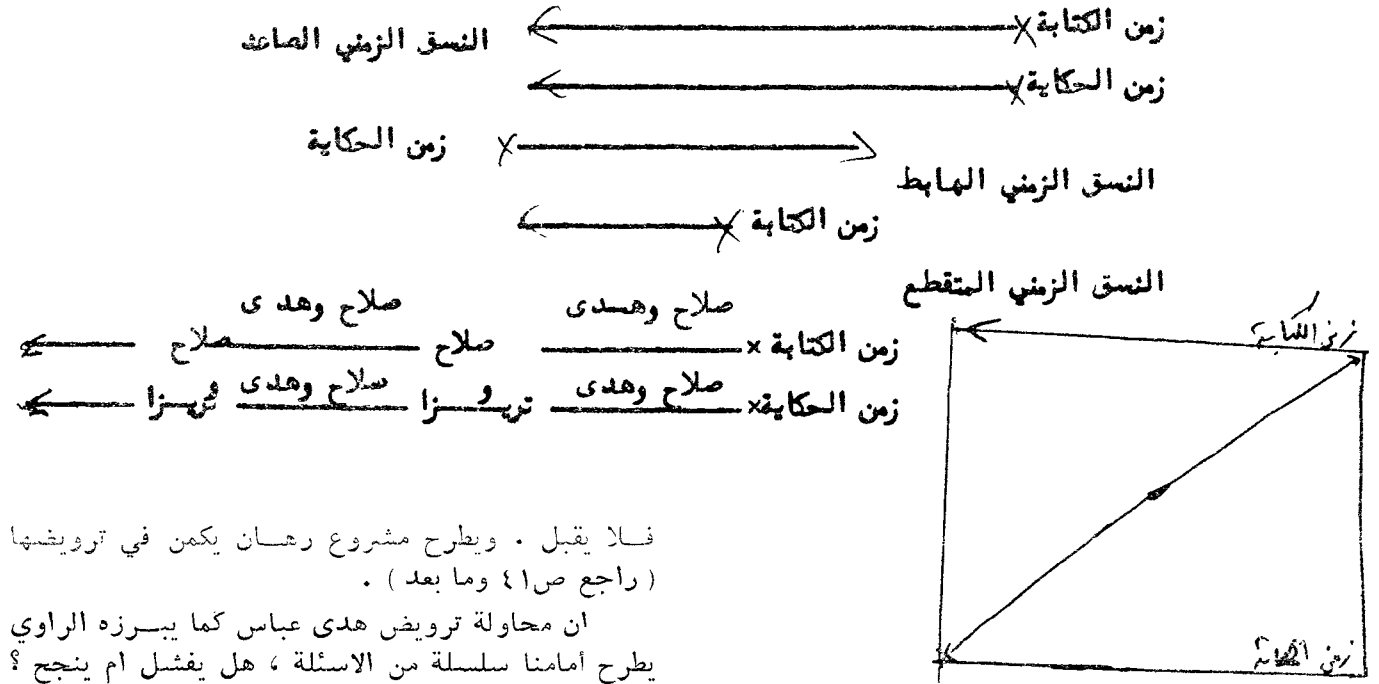 زمن الكتابة
النسق الزمني الصاعد
زمن الحكاية
زمن الحكاية
النسق الزمني الهابط
زمن الكتابة
النسق الزمني المتقطع
صلاح وهدى صلاح وهدى
زمن الكتابة × صلاح صلاح
صلاح وهدى و صلاح وهدى و
زمن الحكاية × تريزا تريزا
زمن الكتابة
زمن الحكاية
فلا يقبل . ويطرح مشروع رهان يكمن في ترويضها
( راجع ص٤١ وما بعد ) .
ان محاولة ترويض هدى عباس كما يبرزه الراوي
يطرح أمامنا سلسلة من الاسئلة ، هل يفشل ام ينجح ؟